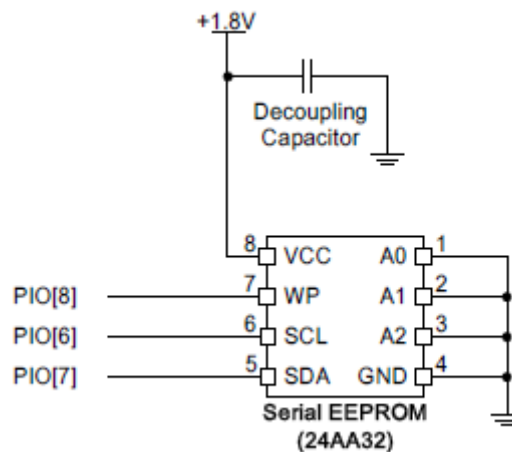 +1.8V
Decoupling
Capacitor
8 VCC A0 1
PIO[8] 7 WP A1 2
PIO[6] 6 SCL A2 3
PIO[7] 5 SDA GND 4
Serial EEPROM
(24AA32)